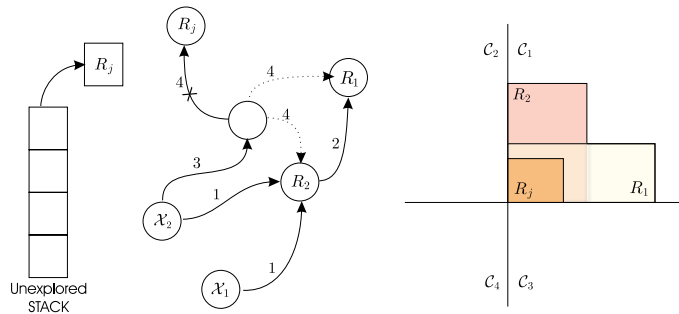 R_j
Unexplored
STACK
R_j
4
4
R_1
4
2
3
1
R_2
𝒳_2
1
𝒳_1
𝒞_2
𝒞_1
R_2
R_j
R_1
𝒞_4
𝒞_3